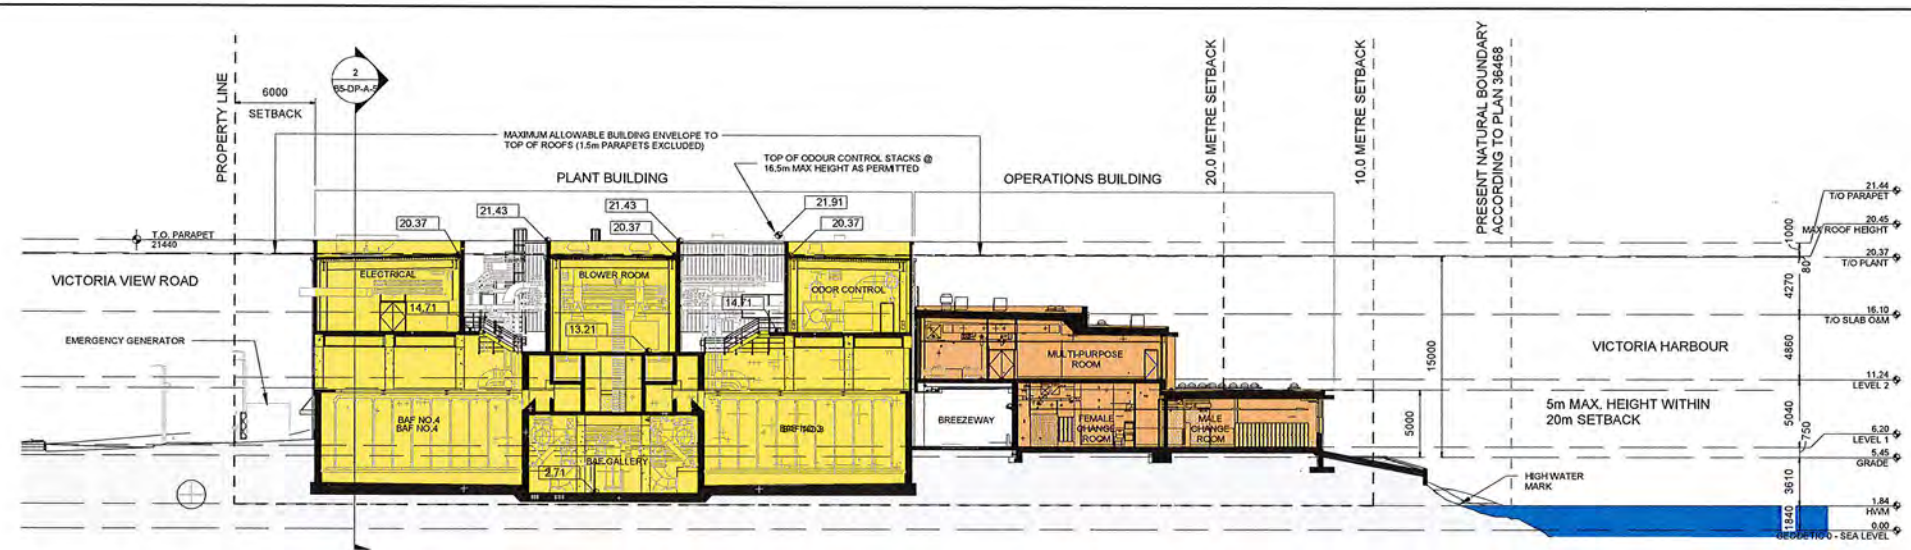 PROPERTY LINE
6000
SETBACK
2
MAXIMUM ALLOWABLE BUILDING ENVELOPE TO
TOP OF ROOFS (1.5m PARAPETS EXCLUDED)
TOP OF ODOUR CONTROL STACKS @
16.5m MAX HEIGHT AS PERMITTED
PLANT BUILDING
OPERATIONS BUILDING
20.0 METRE SETBACK
10.0 METRE SETBACK
PRESENT NATURAL BOUNDARY
ACCORDING TO PLAN 36468
T.O. PARAPET
21440
20.37
21.43
21.43
20.37
21.91
20.37
VICTORIA VIEW ROAD
EMERGENCY GENERATOR
ELECTRICAL
14.71
BLOWER ROOM
13.21
14.71
ODOR CONTROL
BAF NO.4
BAF NO.4
BAF GALLERY
2.71
MULTI-PURPOSE
ROOM
BREEZEWAY
FEMALE
CHANGE
ROOM
MALE
CHANGE
ROOM
15000
5000
VICTORIA HARBOUR
5m MAX. HEIGHT WITHIN
20m SETBACK
HIGH WATER
MARK
21.44
T/O PARAPET
1000
20.45
MAX ROOF HEIGHT
80
20.37
T/O PLANT
4270
16.10
T/O SLAB O&M
4860
11.24
LEVEL 2
5040
6.20
LEVEL 1
750
5.45
GRADE
3610
1.84
HWM
1840
0.00
GEODETIC 0 - SEA LEVEL